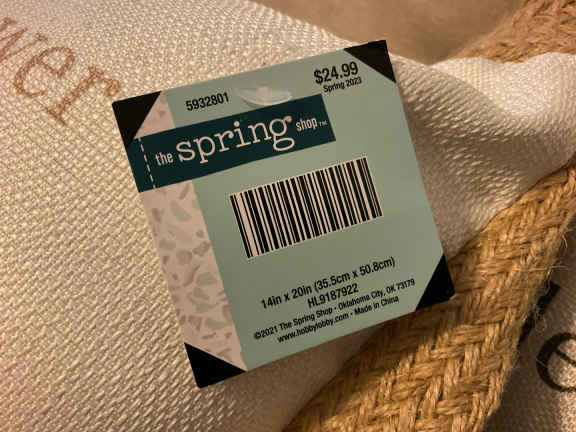 wer
5932801
$24.99
Spring 2023
the spring shop™
14in x 20in (35.5cm x 50.8cm)
HL9187922
©2021 The Spring Shop • Oklahoma City, OK 73179
www.hobbylobby.com • Made in China
e